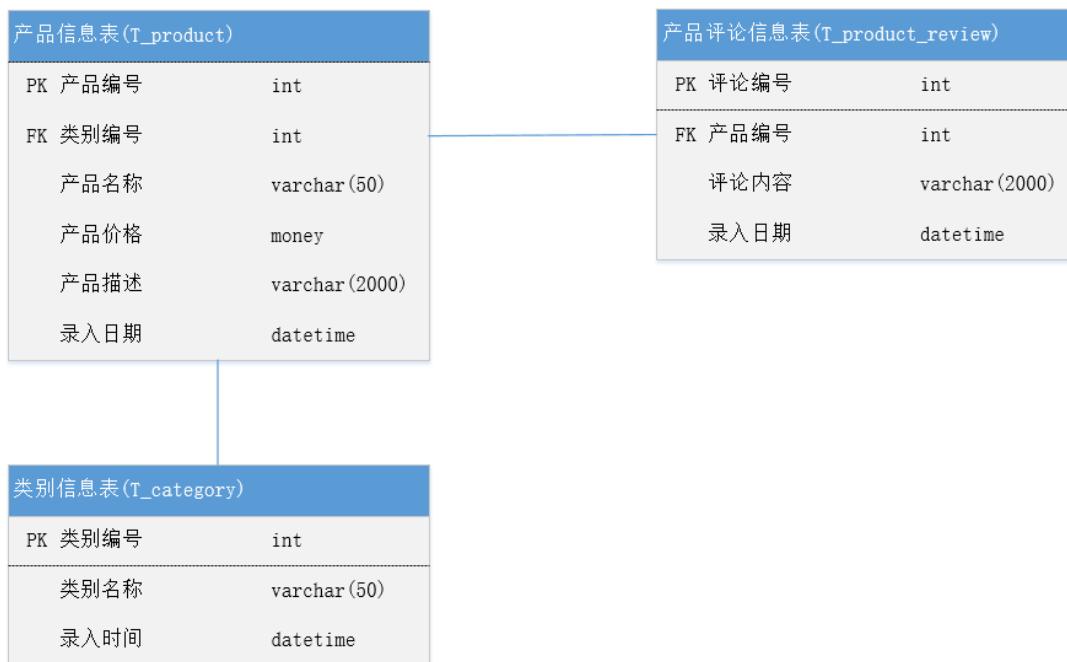 产品信息表(T_product)
PK 产品编号 int
FK 类别编号 int
产品名称 varchar(50)
产品价格 money
产品描述 varchar(2000)
录入日期 datetime
产品评论信息表(T_product_review)
PK 评论编号 int
FK 产品编号 int
评论内容 varchar(2000)
录入日期 datetime
类别信息表(T_category)
PK 类别编号 int
类别名称 varchar(50)
录入时间 datetime